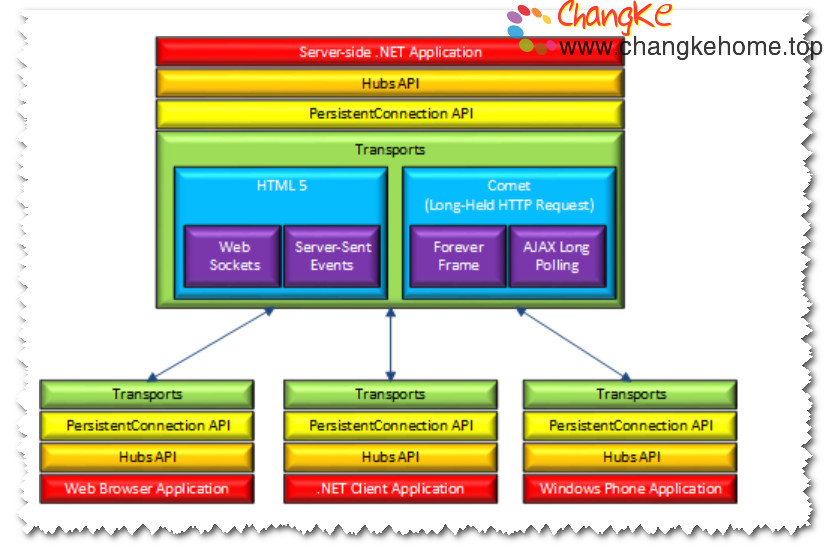 ChangKe
www.changkehome.top
Server-side .NET Application
Hubs API
PersistentConnection API
Transports
HTML 5
Comet
(Long-Held HTTP Request)
Web
Sockets
Server-Sent
Events
Forever
Frame
AJAX Long
Polling
Transports
PersistentConnection API
Hubs API
Web Browser Application
Transports
PersistentConnection API
Hubs API
.NET Client Application
Transports
PersistentConnection API
Hubs API
Windows Phone Application